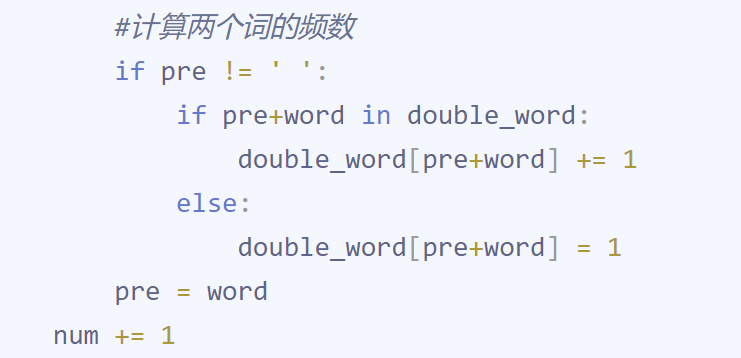 #计算两个词的频数
if pre != ' ':
if pre+word in double_word:
double_word[pre+word] += 1
else:
double_word[pre+word] = 1
pre = word
num += 1